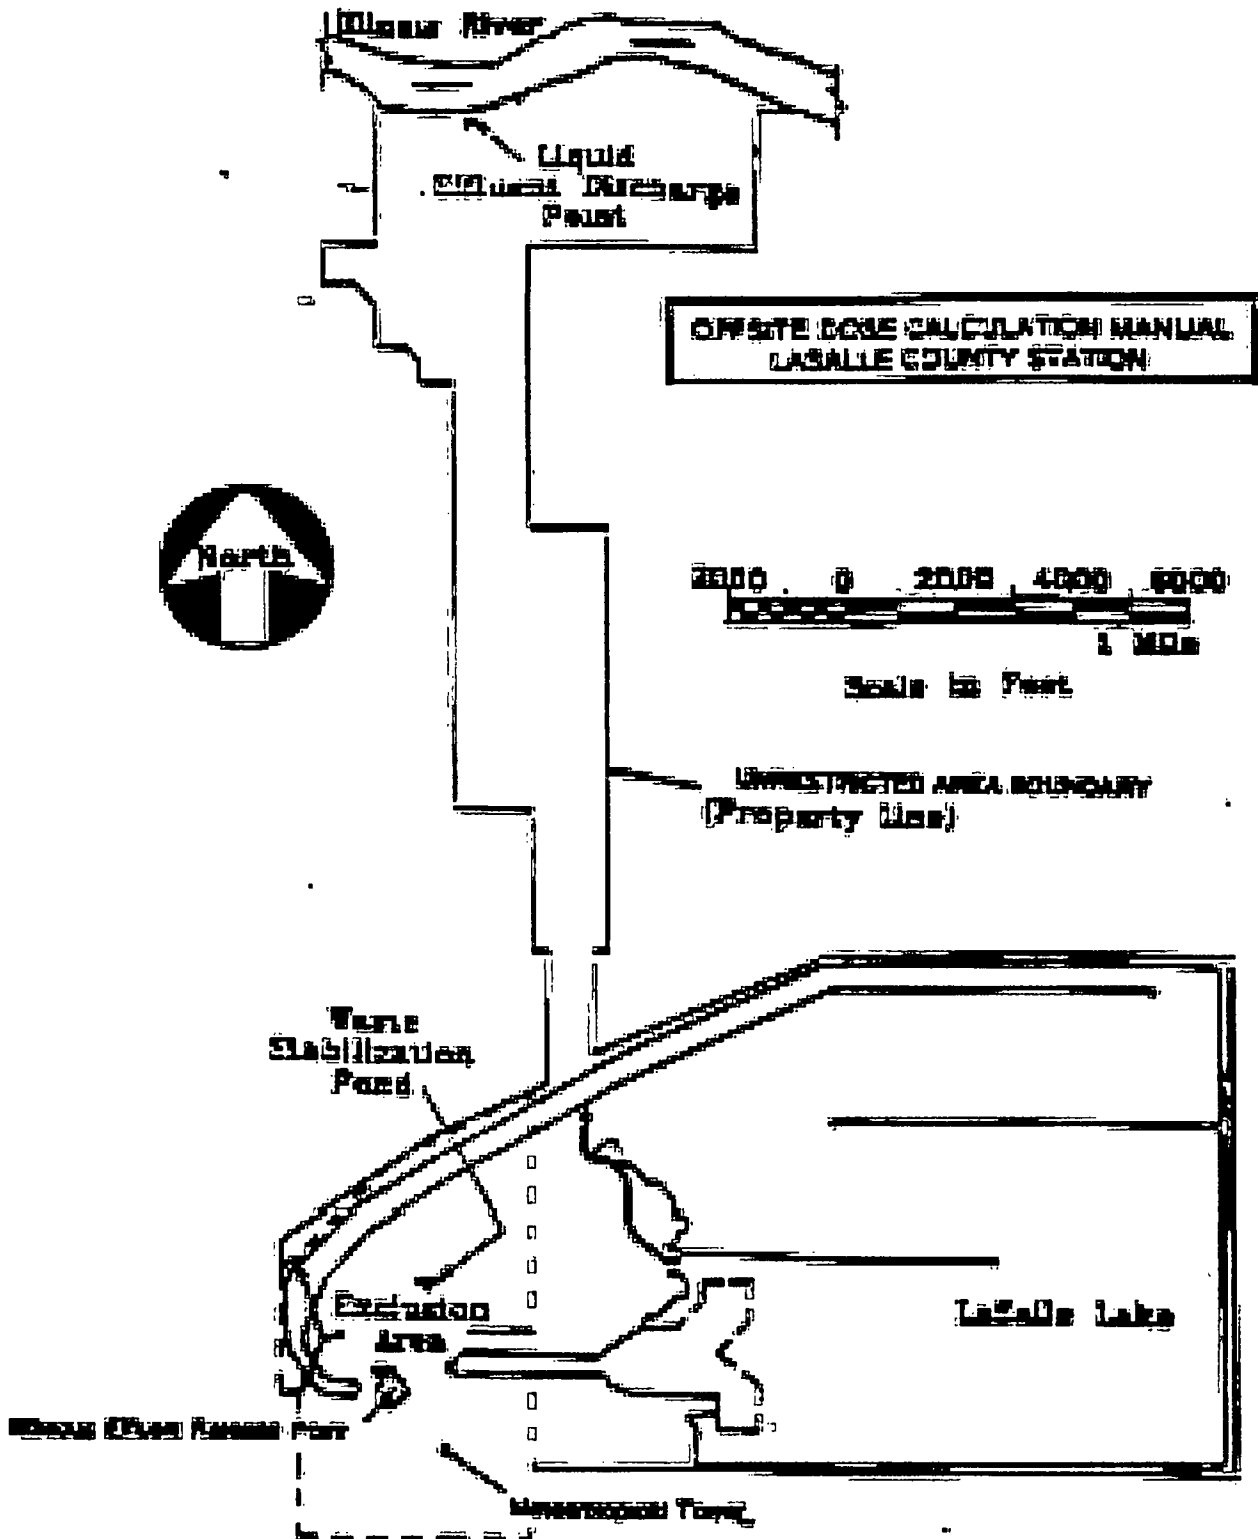 Illinois River
Liquid
Effluent Discharge
Point
OFFSITE DOSE CALCULATION MANUAL
LASALLE COUNTY STATION
North
2000 0 2000 4000 6000
1 Mile
Scale in Feet
UNRESTRICTED AREA BOUNDARY
(Property Line)
Waste
Stabilization
Pond
Exclusion
Area
LaSalle Lake
Tower